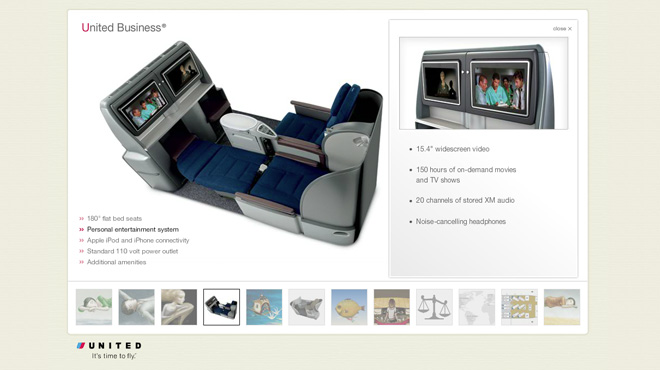 United Business®
close ×
15.4" widescreen video
150 hours of on-demand movies
and TV shows
20 channels of stored XM audio
Noise-cancelling headphones
180° flat bed seats
Personal entertainment system
Apple iPod and iPhone connectivity
Standard 110 volt power outlet
Additional amenities
UNITED
It's time to fly.